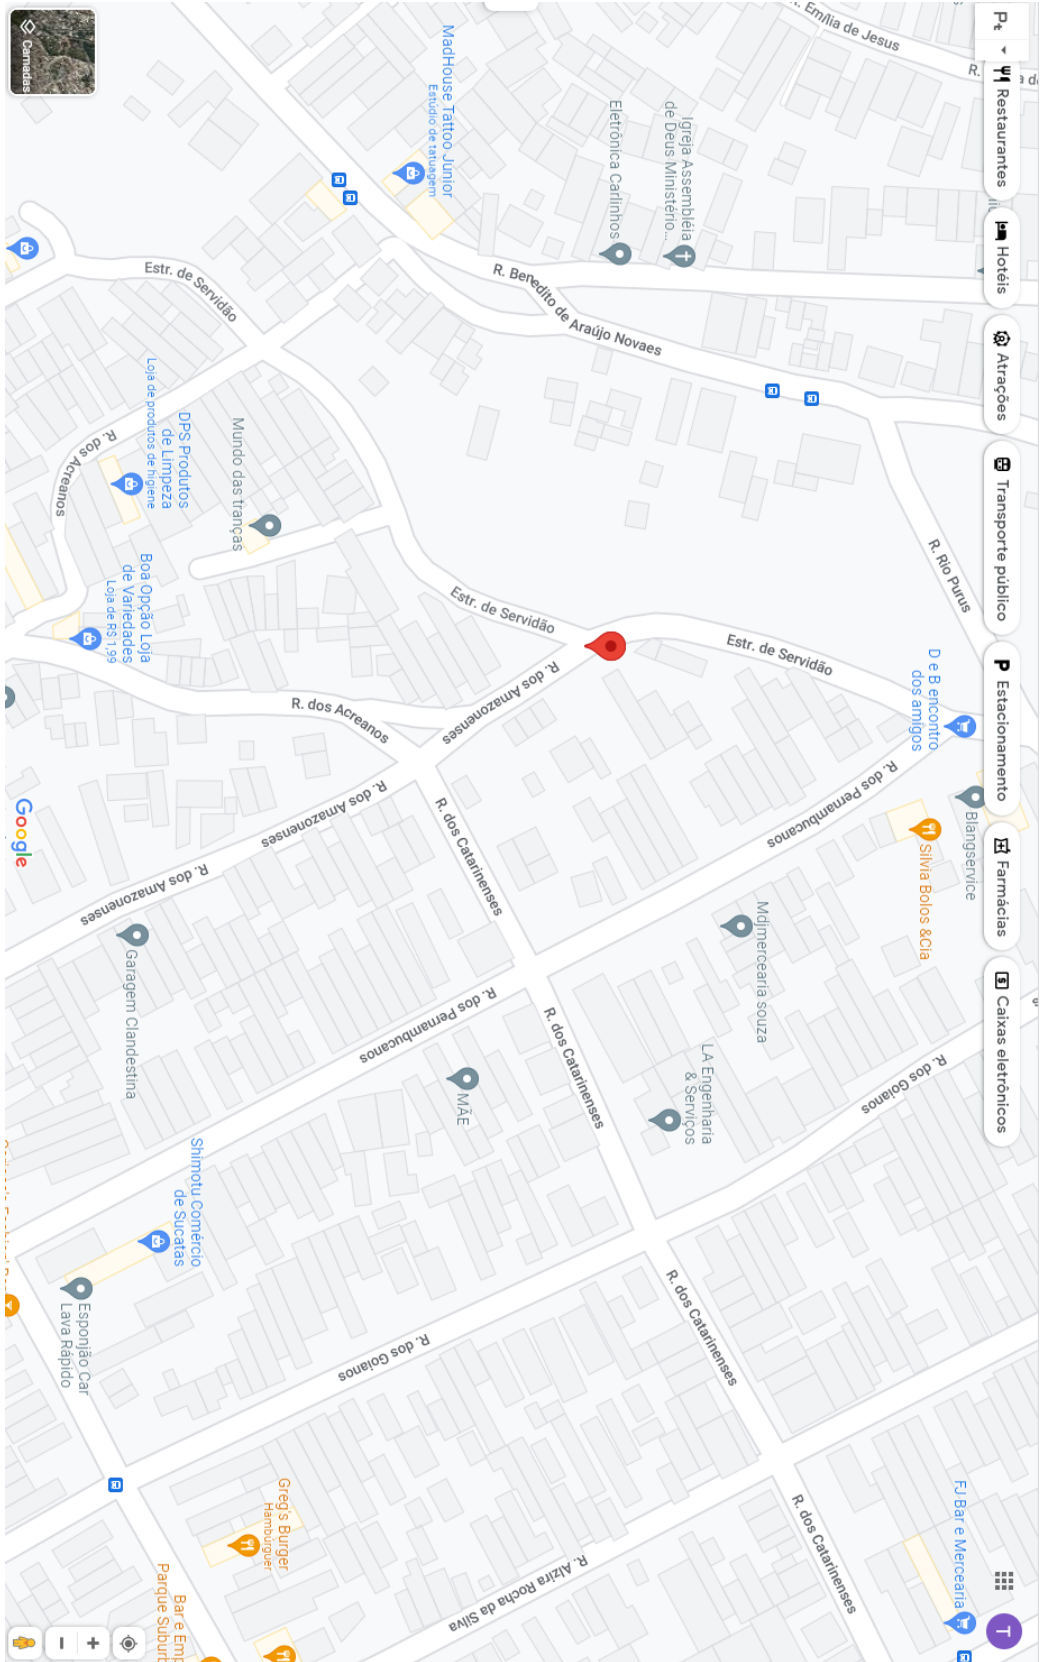 Restaurantes
Hotéis
Atrações
Transporte público
Estacionamento
Farmácias
Caixas eletrônicos
T
R. Emília de Jesus
Igreja Assembléia
de Deus Ministério...
Eletrônica Carlinhos
MadHouse Tattoo Junior
Estúdio de tatuagem
Camadas
R. Benedito de Araújo Novaes
Estr. de Servidão
R. Rio Purus
DPS Produtos
de Limpeza
Loja de produtos de higiene
Mundo das tranças
R. dos Acreanos
Boa Opção Loja
de Variedades
Loja de R$ 1,99
Estr. de Servidão
Estr. de Servidão
D e B encontro
dos amigos
R. dos Amazonenses
R. dos Acreanos
R. dos Pernambucanos
Blangservice
Silvia Bolos &Cia
R. dos Amazonenses
R. dos Catarinenses
R. dos Amazonenses
Mdjmercearia souza
Google
Garagem Clandestina
R. dos Pernambucanos
R. dos Catarinenses
LA Engenharia
& Serviços
R. dos Goianos
MÃE
Shimotu Comércio
de Sucatas
Esponjão Car
Lava Rápido
R. dos Catarinenses
R. dos Goianos
FJ Bar e Mercearia
Greg's Burger
Hambúrguer
R. dos Catarinenses
R. Alzira Rocha da Silva
Bar e Emp
Parque Suburb